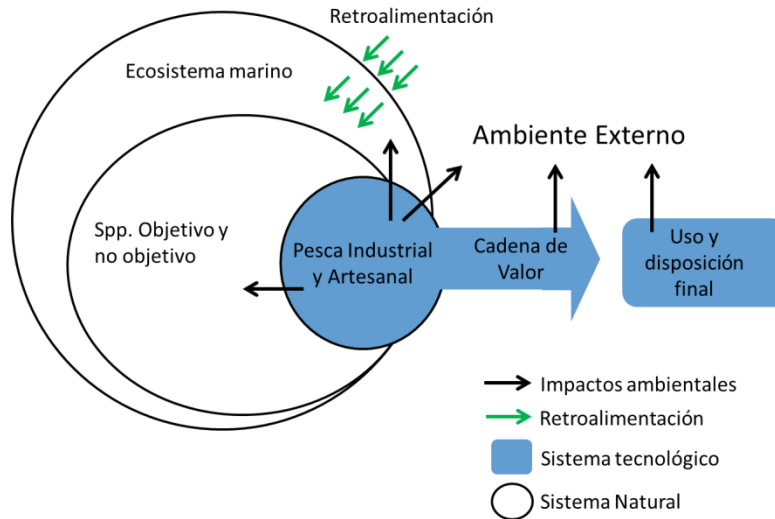 Retroalimentación
Ecosistema marino
Ambiente Externo
Spp. Objetivo y
no objetivo
Pesca Industrial
y Artesanal
Cadena de
Valor
Uso y
disposición
final
Impactos ambientales
Retroalimentación
Sistema tecnológico
Sistema Natural